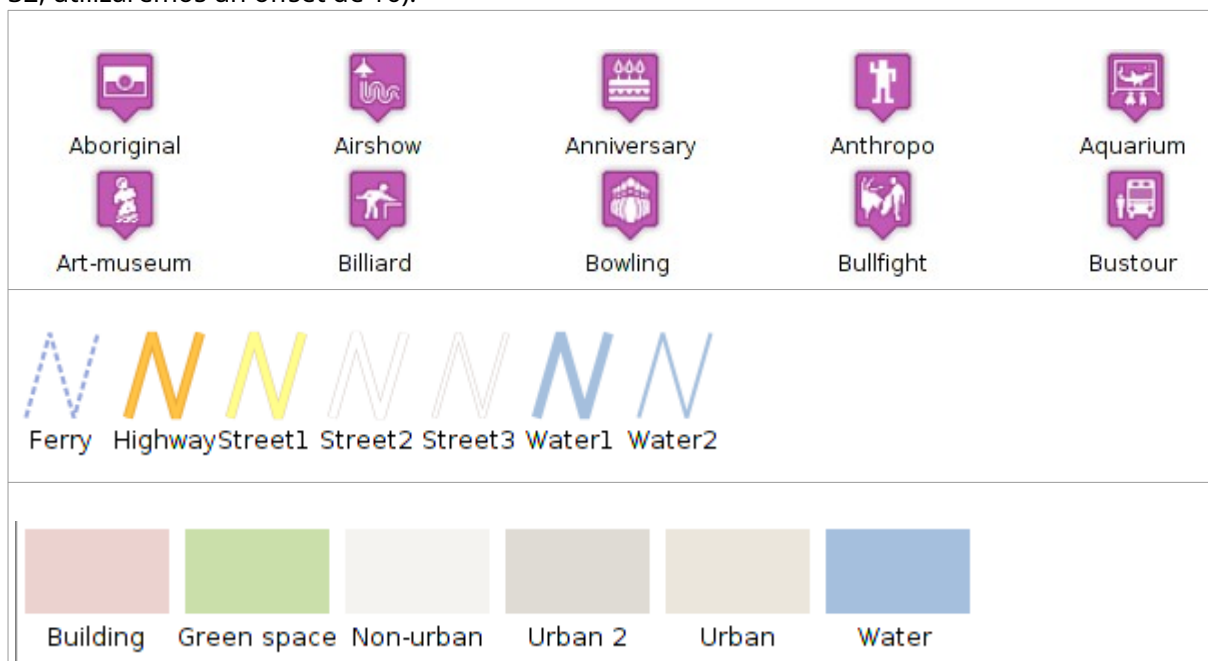 Aboriginal Airshow Anniversary Anthropo Aquarium
Art-museum Billiard Bowling Bullfight Bustour
Ferry Highway Street1 Street2 Street3 Water1 Water2
Building Green space Non-urban Urban 2 Urban Water